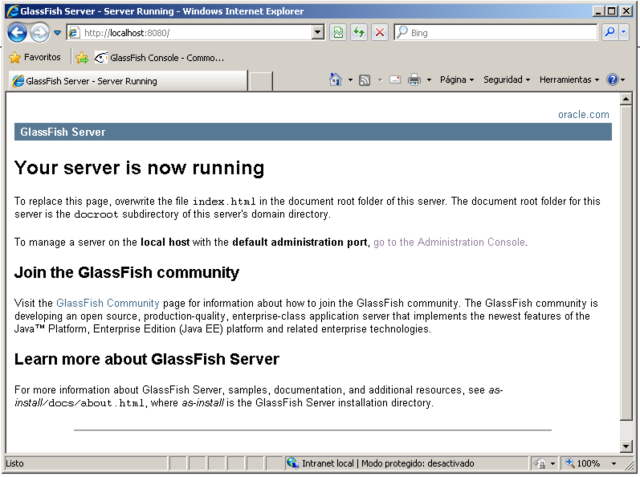 GlassFish Server - Server Running - Windows Internet Explorer
http://localhost:8080/
Bing
Favoritos
GlassFish Console - Commo...
GlassFish Server - Server Running
Página
Seguridad
Herramientas
oracle.com
GlassFish Server
Your server is now running
To replace this page, overwrite the file index.html in the document root folder of this server. The document root folder for this
server is the docroot subdirectory of this server's domain directory.
To manage a server on the local host with the default administration port, go to the Administration Console.
Join the GlassFish community
Visit the GlassFish Community page for information about how to join the GlassFish community. The GlassFish community is
developing an open source, production-quality, enterprise-class application server that implements the newest features of the
Java™ Platform, Enterprise Edition (Java EE) platform and related enterprise technologies.
Learn more about GlassFish Server
For more information about GlassFish Server, samples, documentation, and additional resources, see as-
install/docs/about.html, where as-install is the GlassFish Server installation directory.
Listo
Intranet local | Modo protegido: desactivado
100%